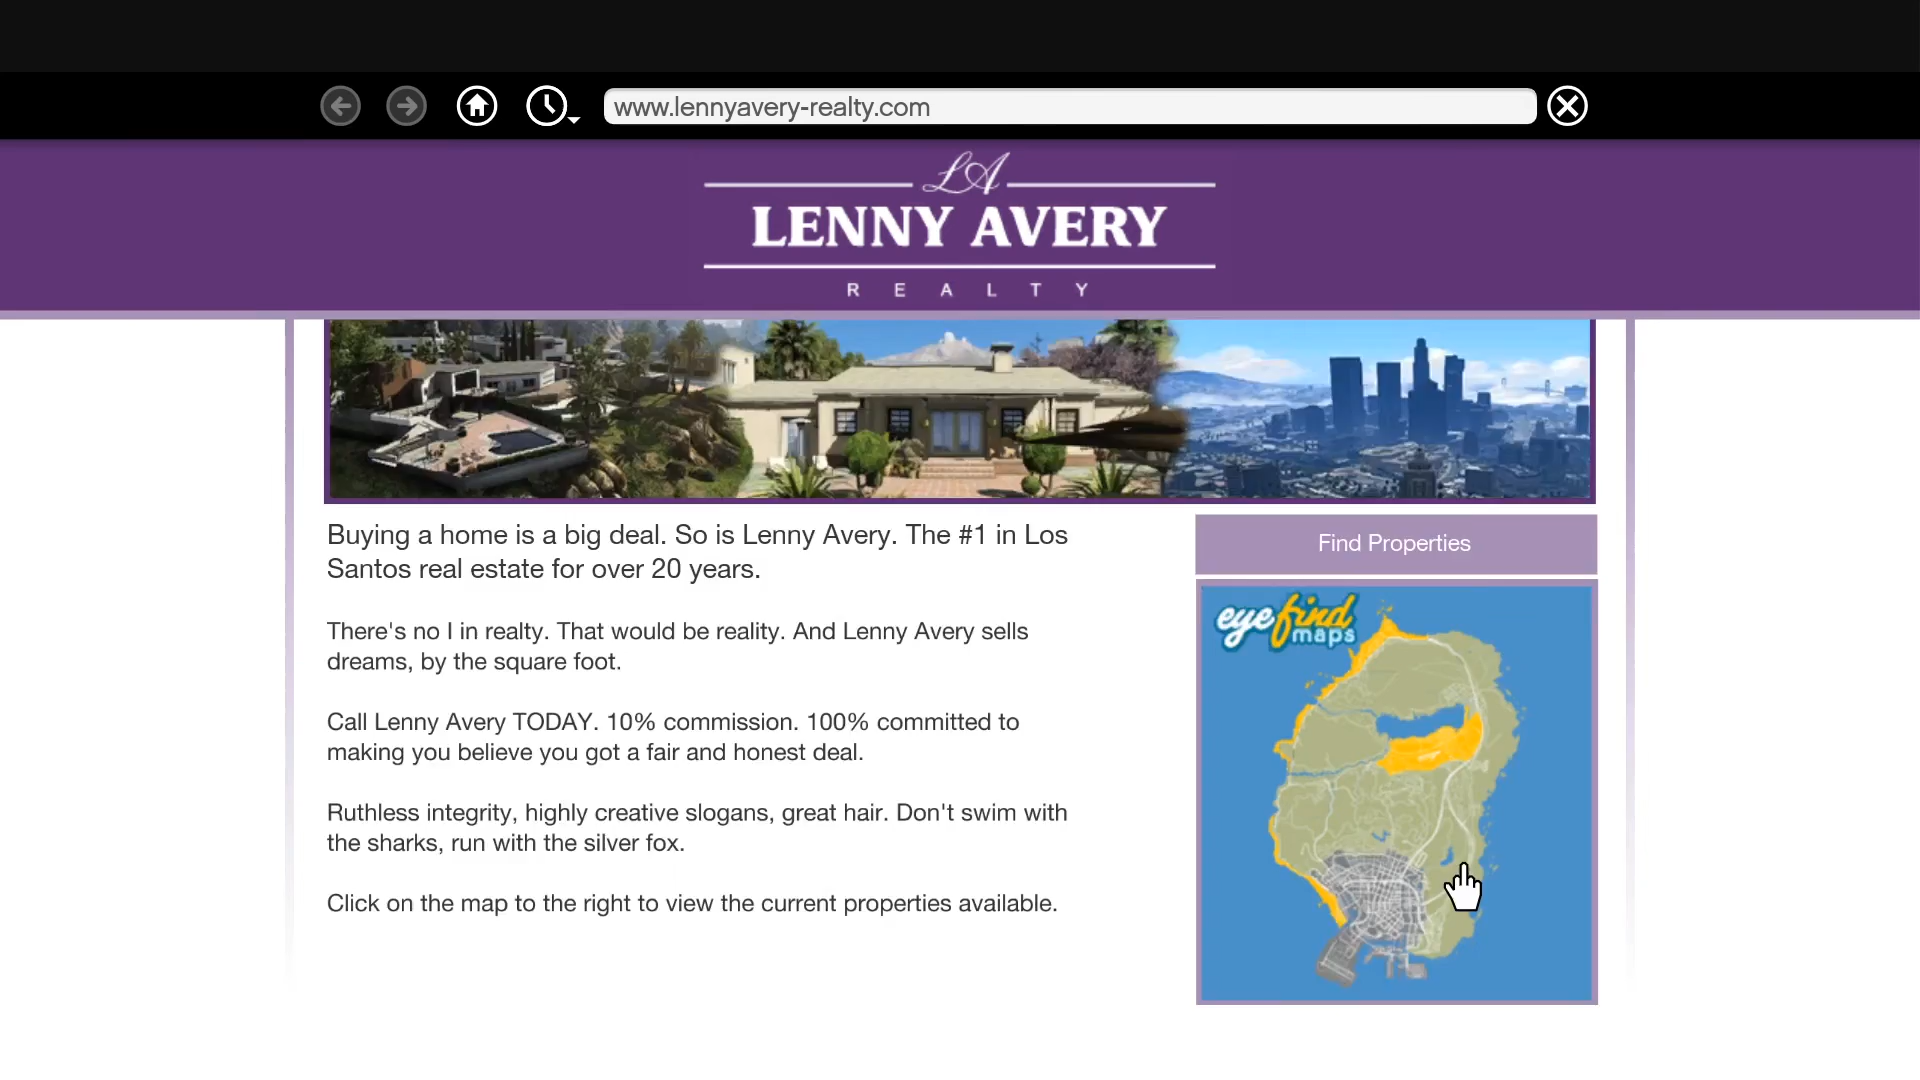 www.lennyavery-realty.com
LA
LENNY AVERY
REALTY
Buying a home is a big deal. So is Lenny Avery. The #1 in Los
Santos real estate for over 20 years.
There's no I in realty. That would be reality. And Lenny Avery sells
dreams, by the square foot.
Call Lenny Avery TODAY. 10% commission. 100% committed to
making you believe you got a fair and honest deal.
Ruthless integrity, highly creative slogans, great hair. Don't swim with
the sharks, run with the silver fox.
Click on the map to the right to view the current properties available.
Find Properties
eyefind
maps